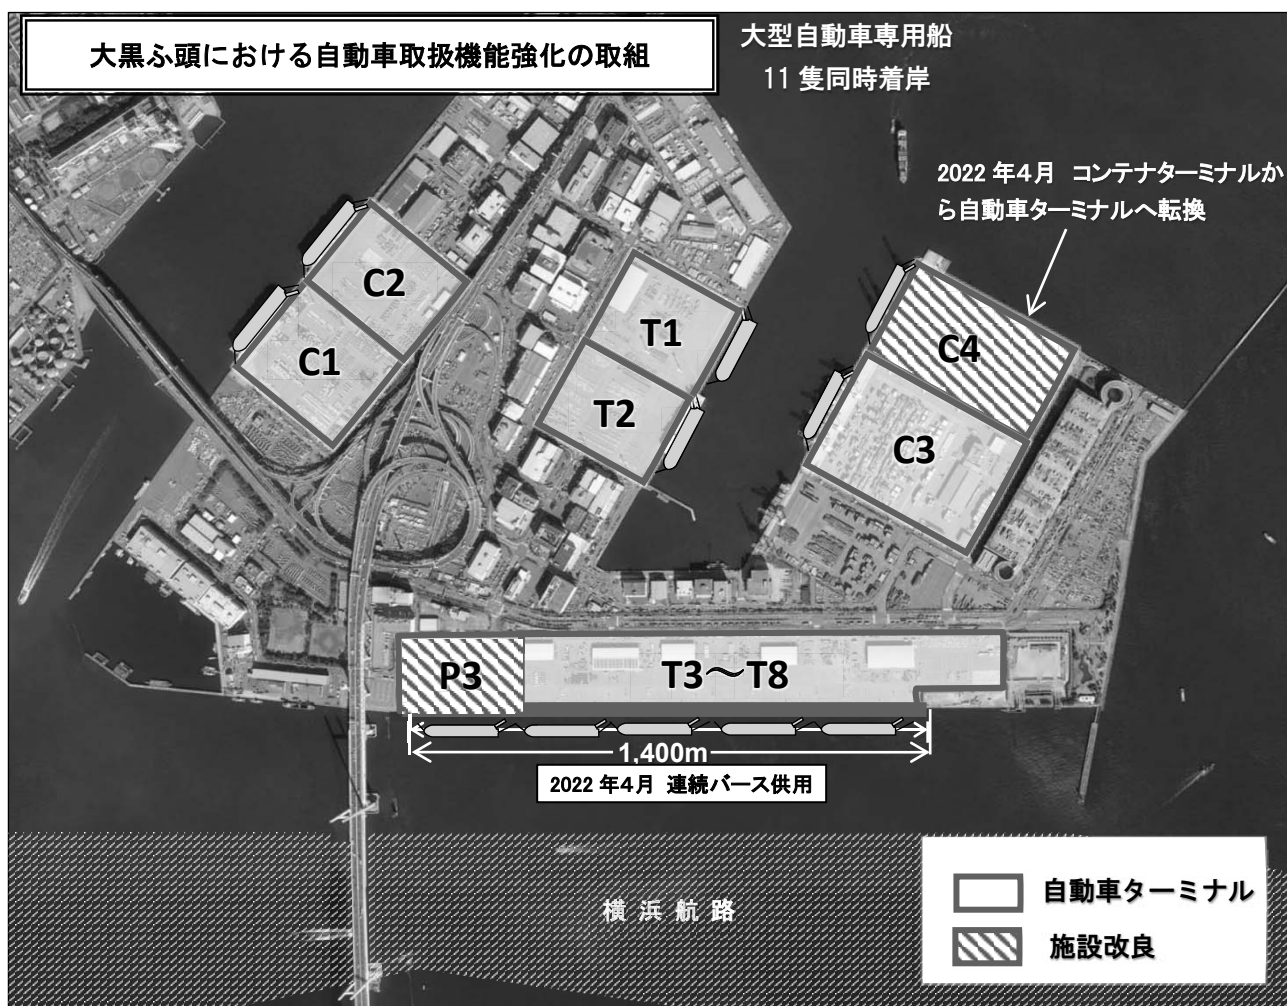 大黒ふ頭における自動車取扱機能強化の取組
大型自動車専用船
11 隻同時着岸
2022 年4月 コンテナターミナルか
ら自動車ターミナルへ転換
C2
C1
T1
T2
C4
C3
P3
T3～T8
1,400m
2022 年4月 連続バース供用
横浜航路
自動車ターミナル
施設改良